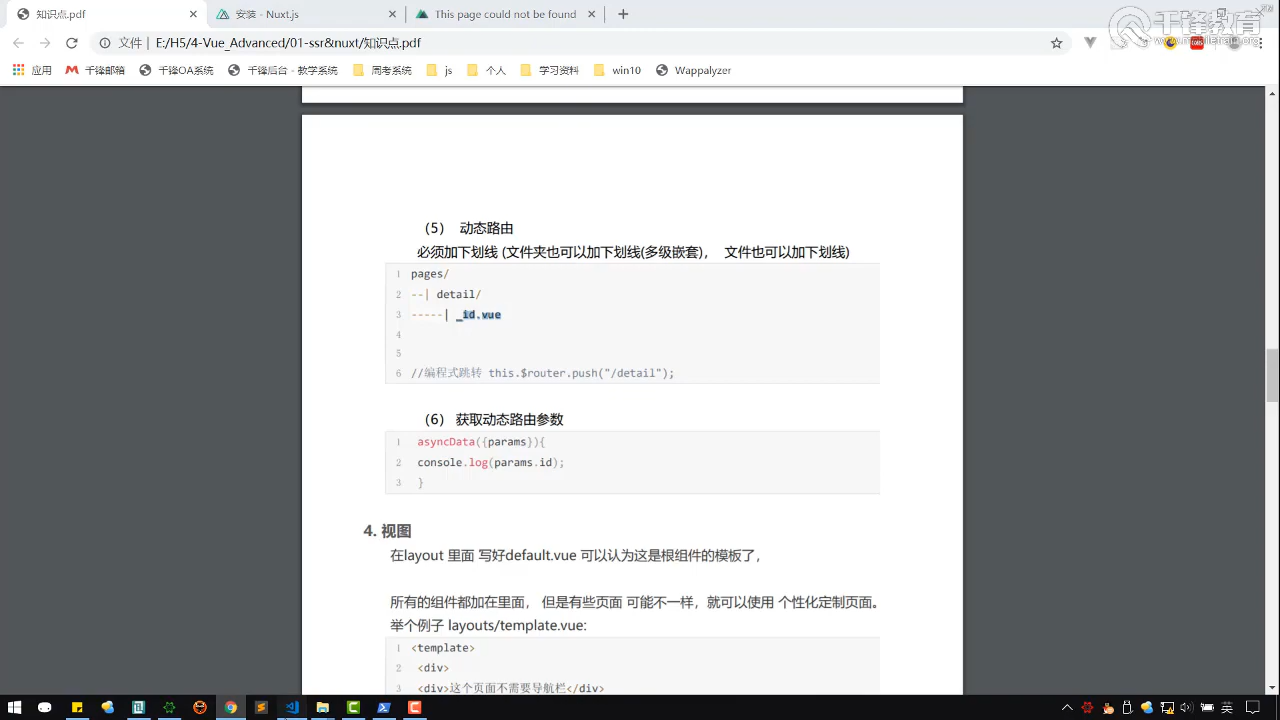 知识点.pdf
安装 - Nuxt.js
This page could not be found
文件 | E:/H5/4-Vue_Advanced/01-ssr&nuxt/知识点.pdf
千锋教育
应用
千锋邮箱
千锋OA系统
千锋后台 - 教学系统
周考系统
js
个人
学习资料
win10
Wappalyzer
（5） 动态路由
必须加下划线 (文件夹也可以加下划线(多级嵌套)， 文件也可以加下划线)
1 pages/
2 --| detail/
3 -----| _id.vue
4
5
6 //编程式跳转 this.$router.push("/detail");
（6） 获取动态路由参数
1 asyncData({params}){
2 console.log(params.id);
3 }
4. 视图
在layout 里面 写好default.vue 可以认为这是根组件的模板了，
所有的组件都加在里面， 但是有些页面 可能不一样，就可以使用 个性化定制页面。
举个例子 layouts/template.vue:
1 <template>
2 <div>
3 <div>这个页面不需要导航栏</div>
英